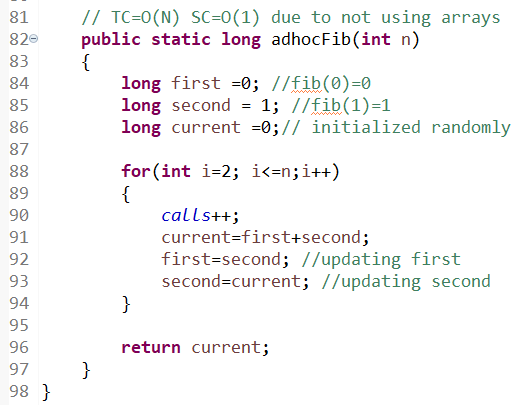 81 // TC=O(N) SC=O(1) due to not using arrays
82 public static long adhocFib(int n)
83 {
84 long first =0; //fib(0)=0
85 long second = 1; //fib(1)=1
86 long current =0;// initialized randomly
87
88 for(int i=2; i<=n;i++)
89 {
90 calls++;
91 current=first+second;
92 first=second; //updating first
93 second=current; //updating second
94 }
95
96 return current;
97 }
98 }